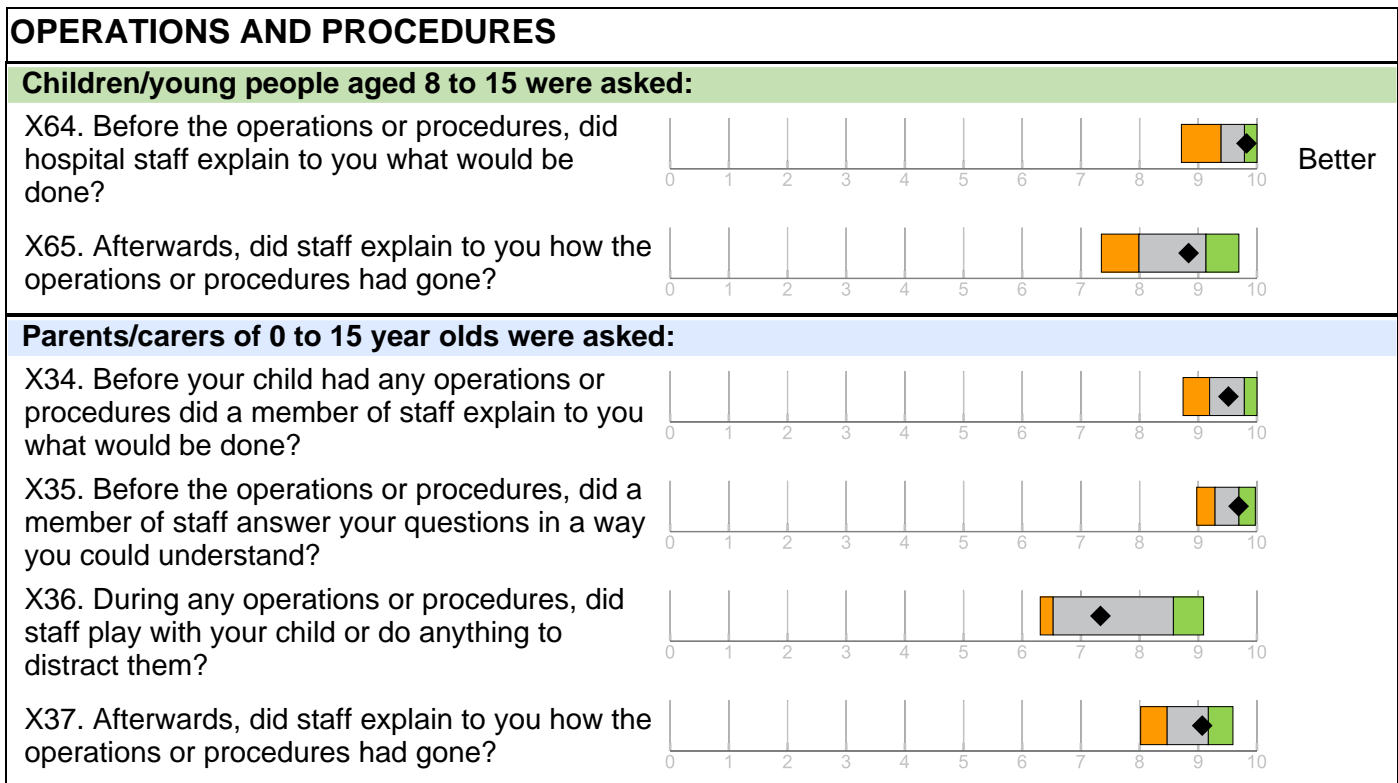 OPERATIONS AND PROCEDURES
Children/young people aged 8 to 15 were asked:
X64. Before the operations or procedures, did
hospital staff explain to you what would be
done?
0 1 2 3 4 5 6 7 8 9 10
Better
X65. Afterwards, did staff explain to you how the
operations or procedures had gone?
0 1 2 3 4 5 6 7 8 9 10
Parents/carers of 0 to 15 year olds were asked:
X34. Before your child had any operations or
procedures did a member of staff explain to you
what would be done?
0 1 2 3 4 5 6 7 8 9 10
X35. Before the operations or procedures, did a
member of staff answer your questions in a way
you could understand?
0 1 2 3 4 5 6 7 8 9 10
X36. During any operations or procedures, did
staff play with your child or do anything to
distract them?
0 1 2 3 4 5 6 7 8 9 10
X37. Afterwards, did staff explain to you how the
operations or procedures had gone?
0 1 2 3 4 5 6 7 8 9 10